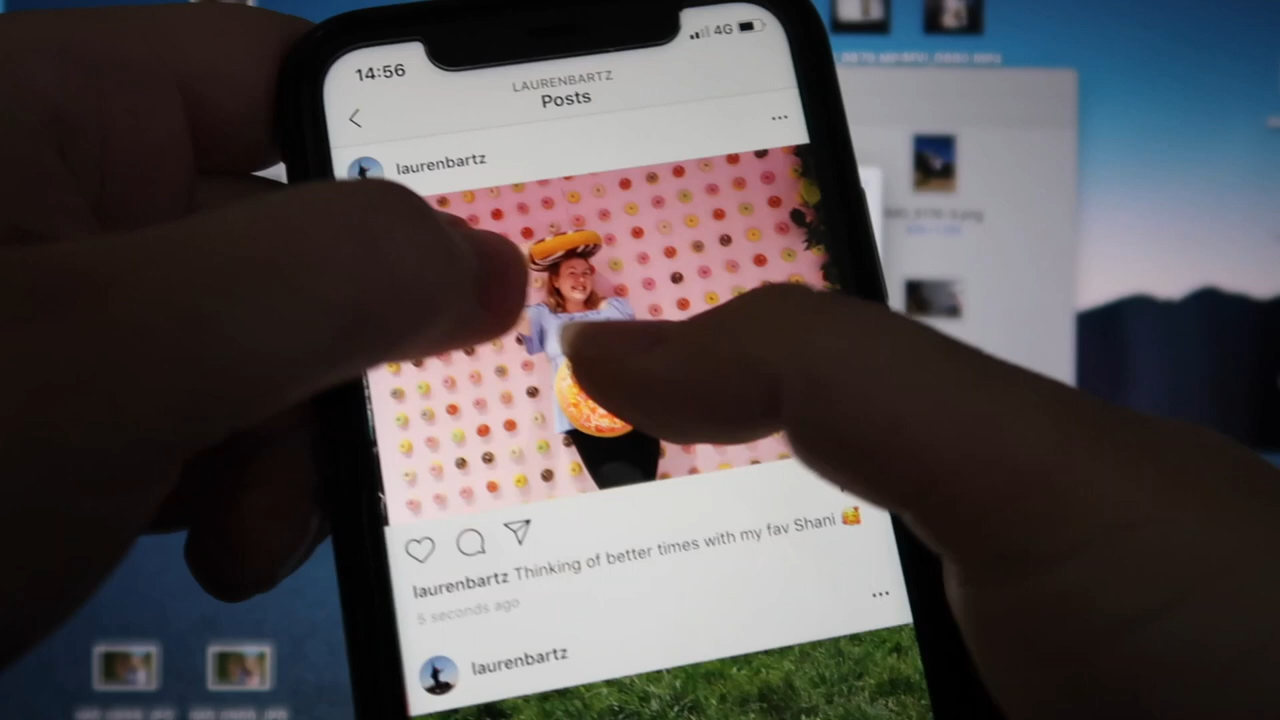 14:56
4G
LAURENBARTZ
Posts
laurenbartz
laurenbartz Thinking of better times with my fav Shani 🥰
5 seconds ago
laurenbartz